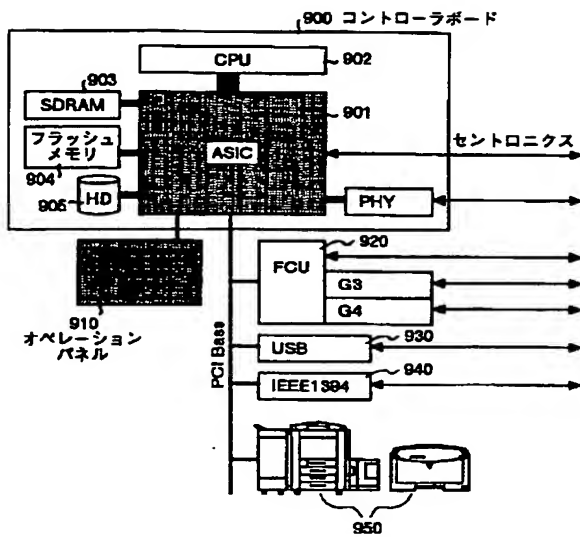 900 コントローラボード
CPU
902
903
SDRAM
901
フラッシュ
メモリ
904
ASIC
セントロニクス
905
HD
PHY
920
FCU
G3
G4
910
オペレーション
パネル
PCI Bass
USB
930
IEEE1394
940
950